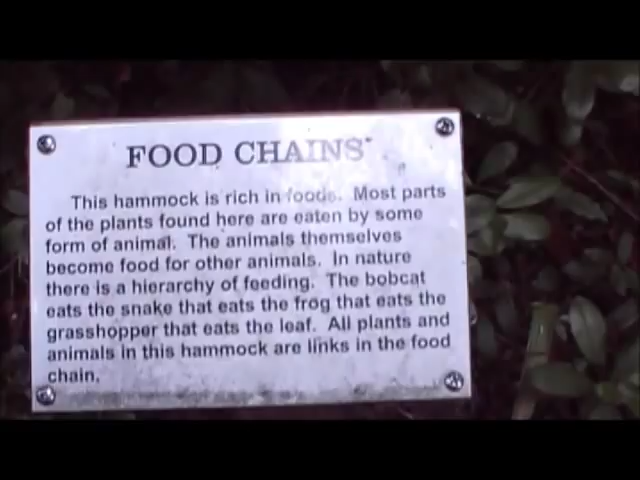 FOOD CHAINS
This hammock is rich in foods. Most parts
of the plants found here are eaten by some
form of animal. The animals themselves
become food for other animals. In nature
there is a hierarchy of feeding. The bobcat
eats the snake that eats the frog that eats the
grasshopper that eats the leaf. All plants and
animals in this hammock are links in the food
chain.